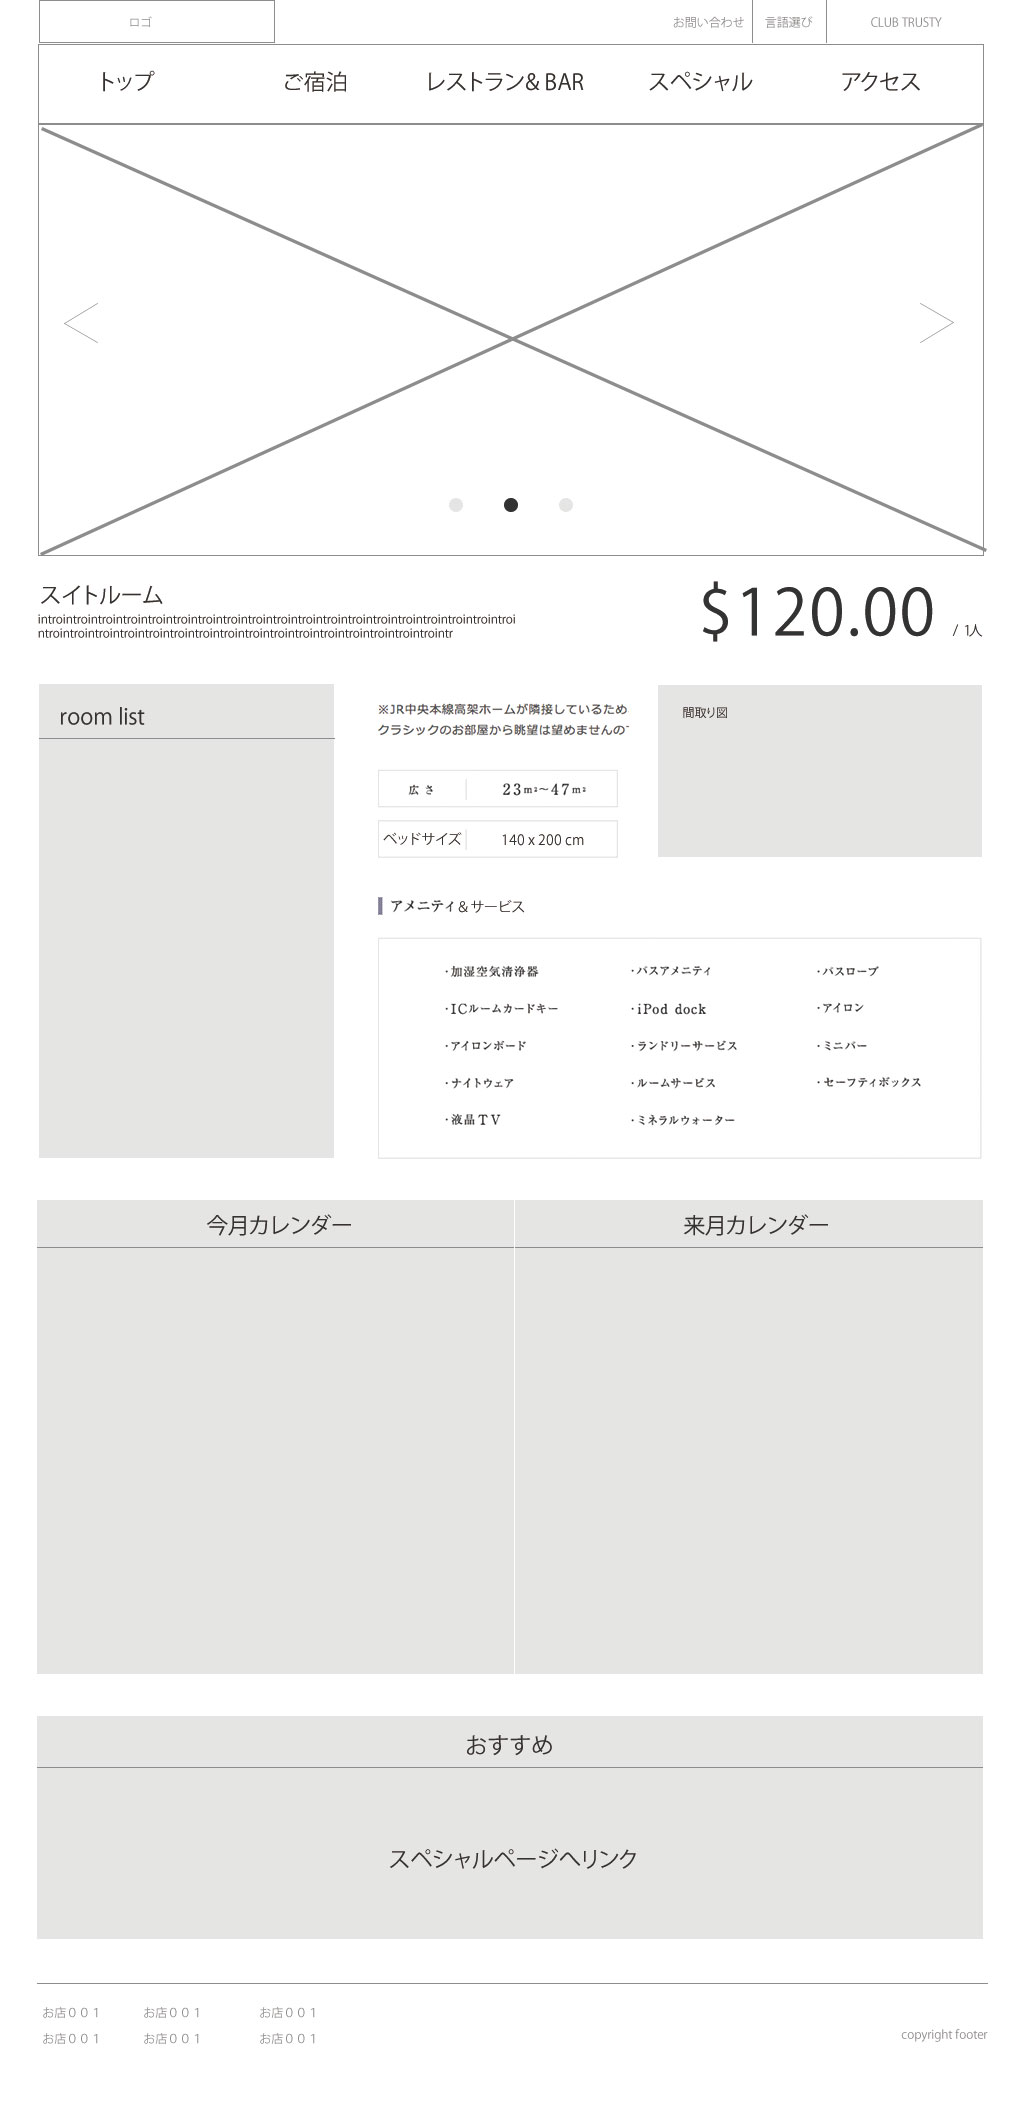 ロゴ
お問い合わせ 言語選び CLUB TRUSTY
トップ ご宿泊 レストラン& BAR スペシャル アクセス
スイトルーム
introintrointrointrointrointrointrointrointrointrointrointrointrointrointrointrointrointrointroi
ntrointrointrointrointrointrointrointrointrointrointrointrointrointrointrointrointr
$120.00 / 1人
room list
※JR中央本線高架ホームが隣接しているため
クラシックのお部屋から眺望は望めませんの
間取り図
広さ 23m²~47m²
ベッドサイズ 140 x 200 cm
アメニティ&サービス
・加湿空気清浄器 ・バスアメニティ ・バスローブ
・ICルームカードキー ・iPod dock ・アイロン
・アイロンボード ・ランドリーサービス ・ミニバー
・ナイトウェア ・ルームサービス ・セーフティボックス
・液晶TV ・ミネラルウォーター
今月カレンダー 来月カレンダー
おすすめ
スペシャルページヘリンク
お店００１ お店００１ お店００１
お店００１ お店００１ お店００１
copyright footer